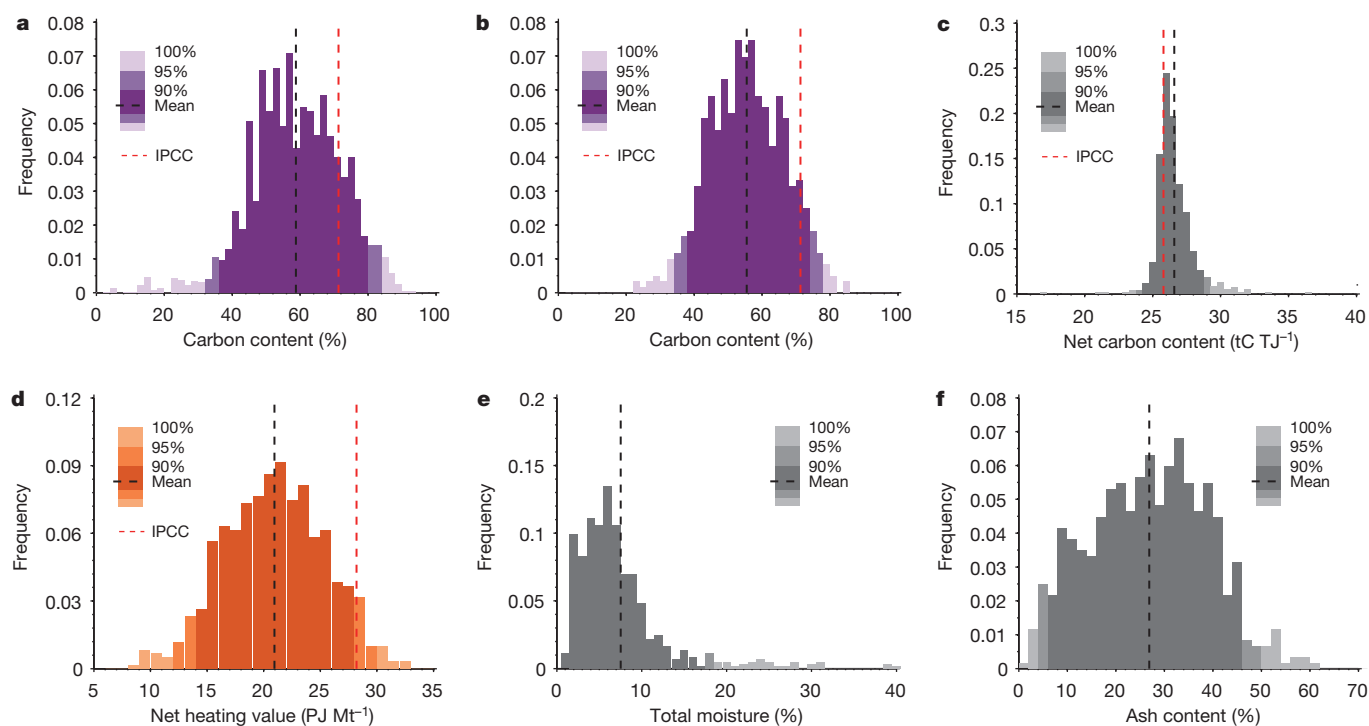 a
0.08
0.07
0.06
0.05
0.04
0.03
0.02
0.01
0
Frequency
100%
95%
90%
Mean
IPCC
0 20 40 60 80 100
Carbon content (%)
b
0.08
0.07
0.06
0.05
0.04
0.03
0.02
0.01
0
Frequency
100%
95%
90%
Mean
IPCC
0 20 40 60 80 100
Carbon content (%)
c
0.3
0.25
0.20
0.15
0.10
0.05
0
Frequency
100%
95%
90%
Mean
IPCC
15 20 25 30 35 40
Net carbon content (tC TJ⁻¹)
d
0.12
0.09
0.06
0.03
0
Frequency
100%
95%
90%
Mean
IPCC
5 10 15 21 25 30 35
Net heating value (PJ Mt⁻¹)
e
0.2
0.15
0.1
0.05
0
Frequency
100%
95%
90%
Mean
0 10 20 30 40
Total moisture (%)
f
0.08
0.07
0.06
0.05
0.04
0.03
0.02
0.01
0
Frequency
100%
95%
90%
Mean
0 10 20 30 40 50 60 70
Ash content (%)